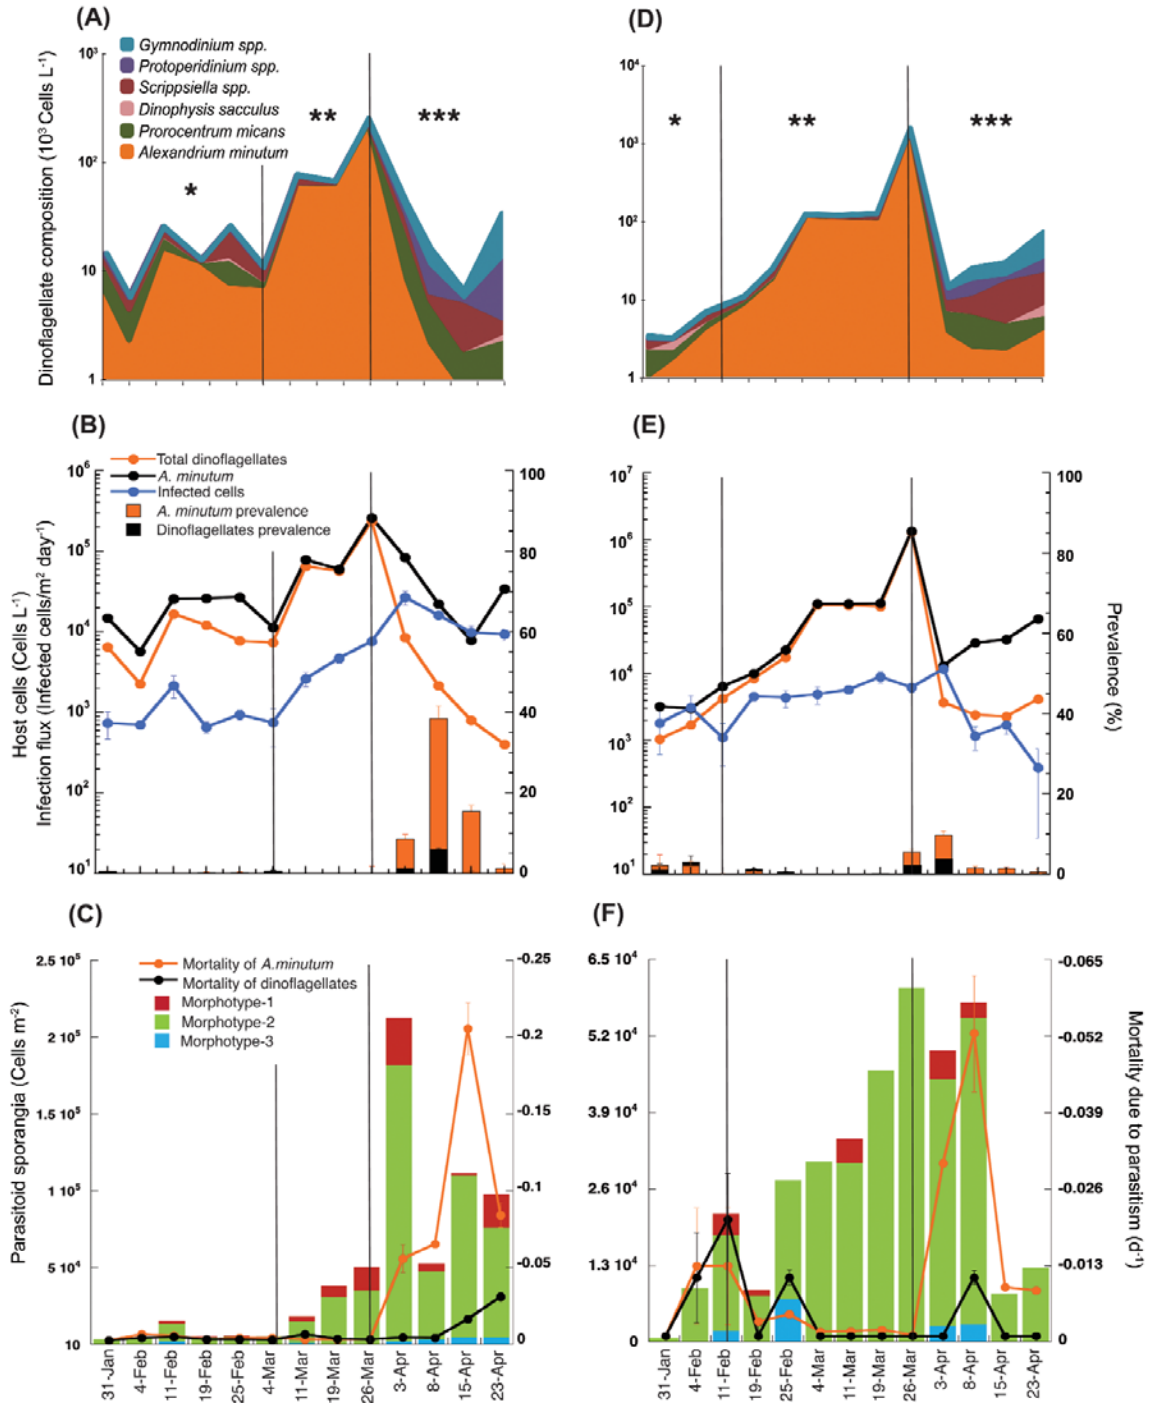 (A)
Gymnodinium spp.
Protoperidinium spp.
Scrippsiella spp.
Dinophysis sacculus
Prorocentrum micans
Alexandrium minutum
Dinoflagellate composition (10³ Cells L⁻¹)
10³
10²
10
1
*
**
***
(D)
10⁴
10³
10²
10
1
*
**
***
(B)
Total dinoflagellates
A. minutum
Infected cells
A. minutum prevalence
Dinoflagellates prevalence
Host cells (Cells L⁻¹)
Infection flux (Infected cells/m² day⁻¹)
10⁶
10⁵
10⁴
10³
10²
10¹
100
80
60
40
20
0
(E)
10⁷
10⁶
10⁵
10⁴
10³
10²
10¹
100
80
60
40
20
0
Prevalence (%)
(C)
Mortality of A.minutum
Mortality of dinoflagellates
Morphotype-1
Morphotype-2
Morphotype-3
Parasitoid sporangia (Cells m⁻²)
2.5 10⁵
2 10⁵
1.5 10⁵
1 10⁵
5 10⁴
10
-0.25
-0.2
-0.15
-0.1
-0.05
0
31-Jan
4-Feb
11-Feb
19-Feb
25-Feb
4-Mar
11-Mar
19-Mar
26-Mar
3-Apr
8-Apr
15-Apr
23-Apr
(F)
6.5 10⁴
5.2 10⁴
3.9 10⁴
2.6 10⁴
1.3 10⁴
0
-0.065
-0.052
-0.039
-0.026
-0.013
0
Mortality due to parasitism (d⁻¹)
31-Jan
4-Feb
11-Feb
19-Feb
25-Feb
4-Mar
11-Mar
19-Mar
26-Mar
3-Apr
8-Apr
15-Apr
23-Apr